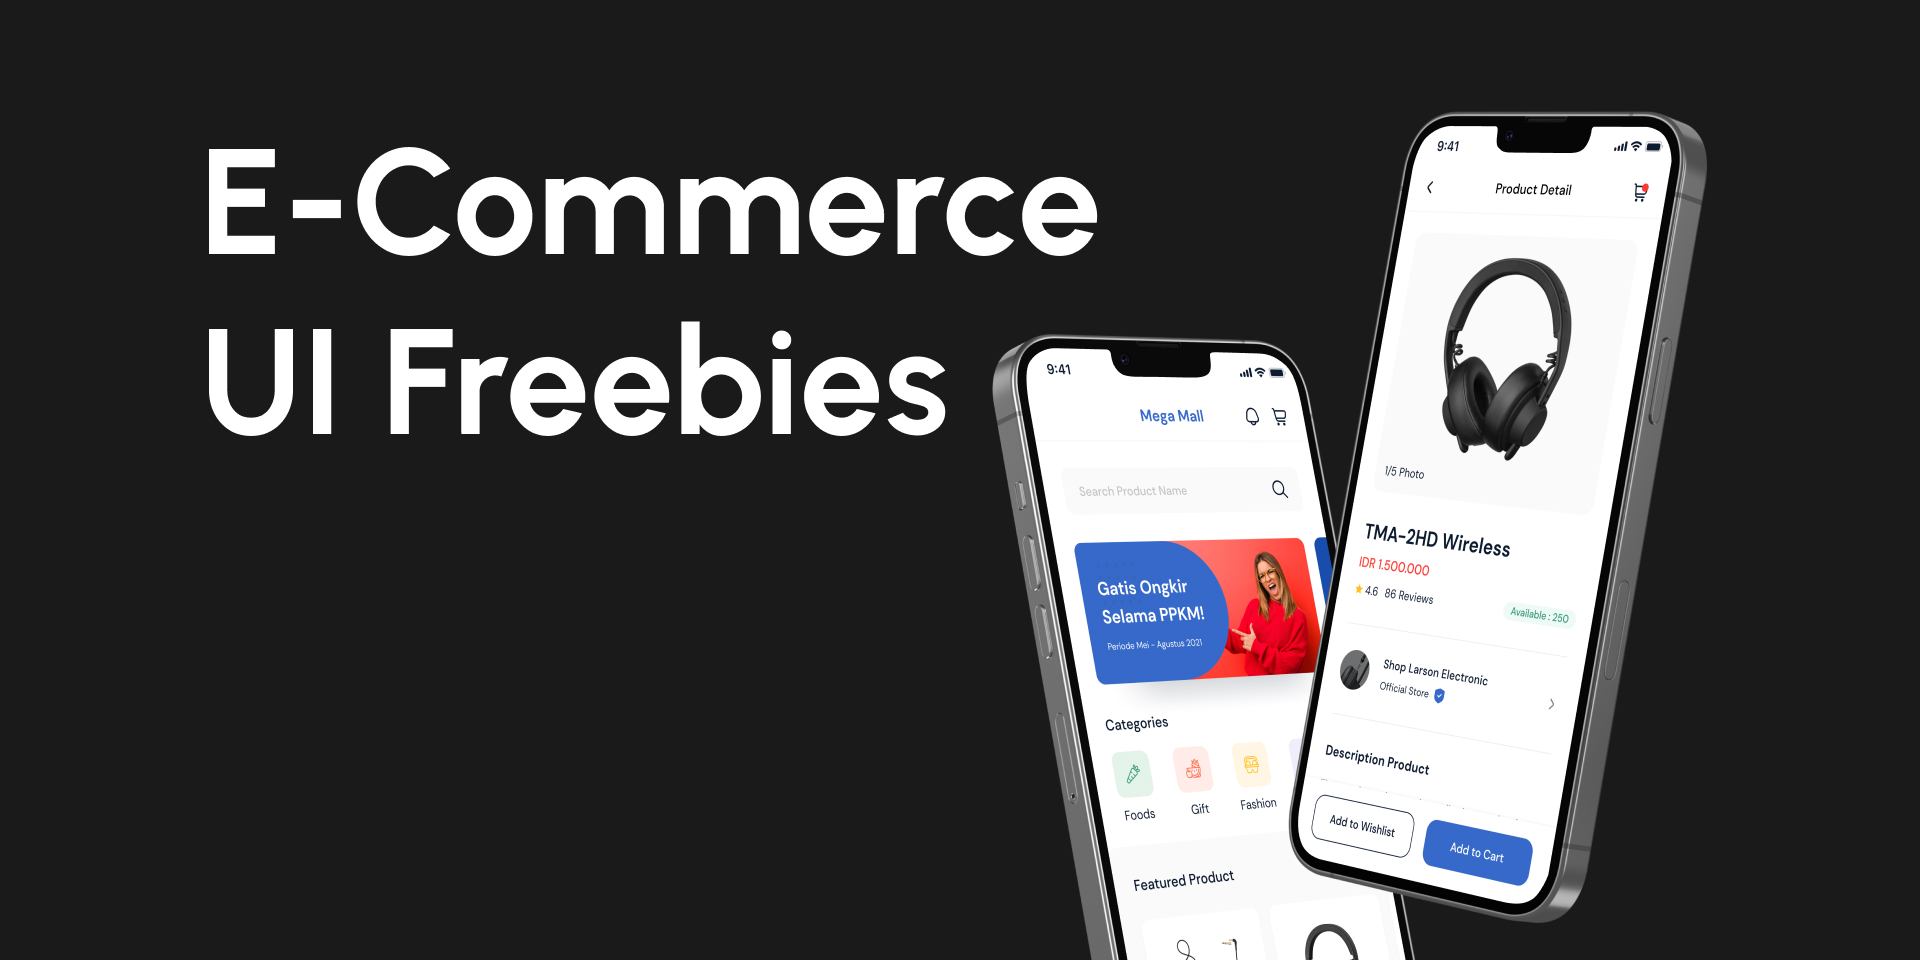 E-Commerce
UI Freebies
9:41
Mega Mall
Search Product Name
Gatis Ongkir
Selama PPKM!
Periode Mei - Agustus 2021
Categories
Foods
Gift
Fashion
Featured Product
9:41
Product Detail
1/5 Photo
TMA-2HD Wireless
IDR 1.500.000
4.6 86 Reviews
Available : 250
Shop Larson Electronic
Official Store
Description Product
Add to Wishlist
Add to Cart